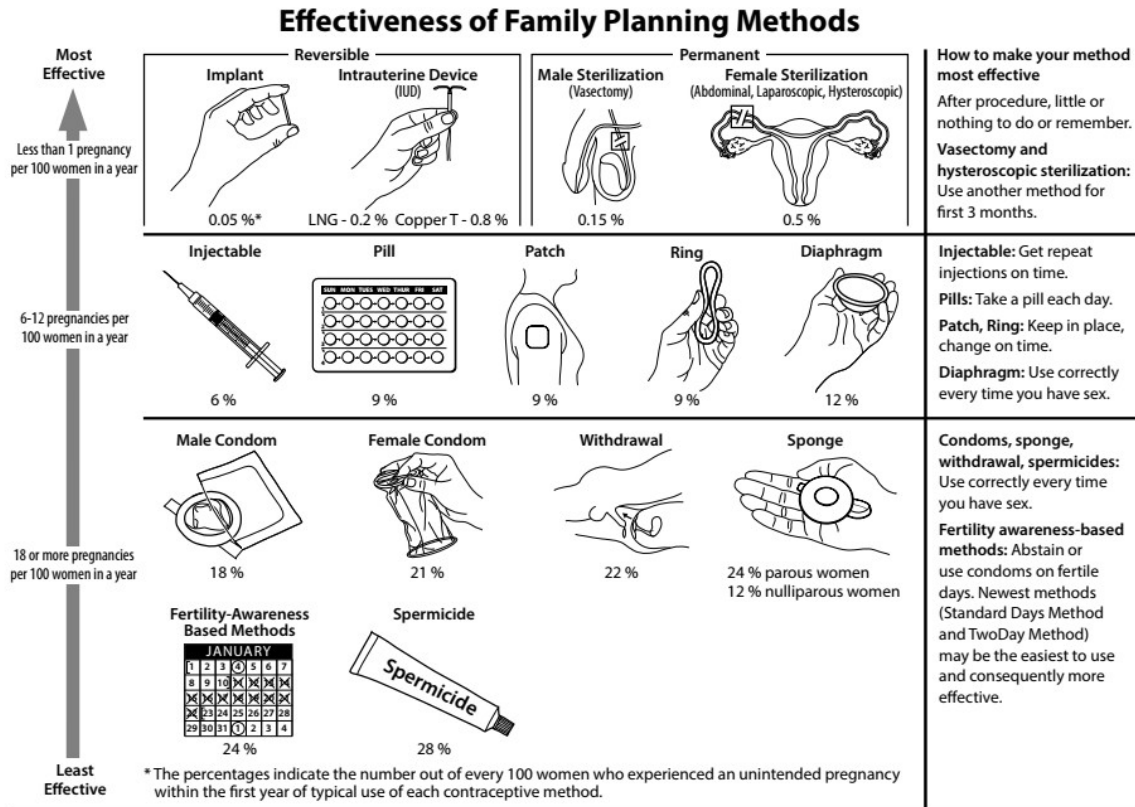 Effectiveness of Family Planning Methods
Most
Effective
Less than 1 pregnancy
per 100 women in a year
6-12 pregnancies per
100 women in a year
18 or more pregnancies
per 100 women in a year
Least
Effective
Reversible
Implant
0.05 %*
Intrauterine Device
(IUD)
LNG - 0.2 % Copper T - 0.8 %
Permanent
Male Sterilization
(Vasectomy)
0.15 %
Female Sterilization
(Abdominal, Laparoscopic, Hysteroscopic)
0.5 %
How to make your method
most effective
After procedure, little or
nothing to do or remember.
Vasectomy and
hysteroscopic sterilization:
Use another method for
first 3 months.
Injectable
6 %
Pill
SUN MON TUES WED THUR FRI SAT
9 %
Patch
9 %
Ring
9 %
Diaphragm
12 %
Injectable: Get repeat
injections on time.
Pills: Take a pill each day.
Patch, Ring: Keep in place,
change on time.
Diaphragm: Use correctly
every time you have sex.
Male Condom
18 %
Female Condom
21 %
Withdrawal
22 %
Sponge
24 % parous women
12 % nulliparous women
Fertility-Awareness
Based Methods
JANUARY
1 2 3 4 5 6 7
8 9 10 11 12 13 14
15 16 17 18 19 20 21
22 23 24 25 26 27 28
29 30 31 1 2 3 4
24 %
Spermicide
Spermicide
28 %
Condoms, sponge,
withdrawal, spermicides:
Use correctly every time
you have sex.
Fertility awareness-based
methods: Abstain or
use condoms on fertile
days. Newest methods
(Standard Days Method
and TwoDay Method)
may be the easiest to use
and consequently more
effective.
* The percentages indicate the number out of every 100 women who experienced an unintended pregnancy
within the first year of typical use of each contraceptive method.